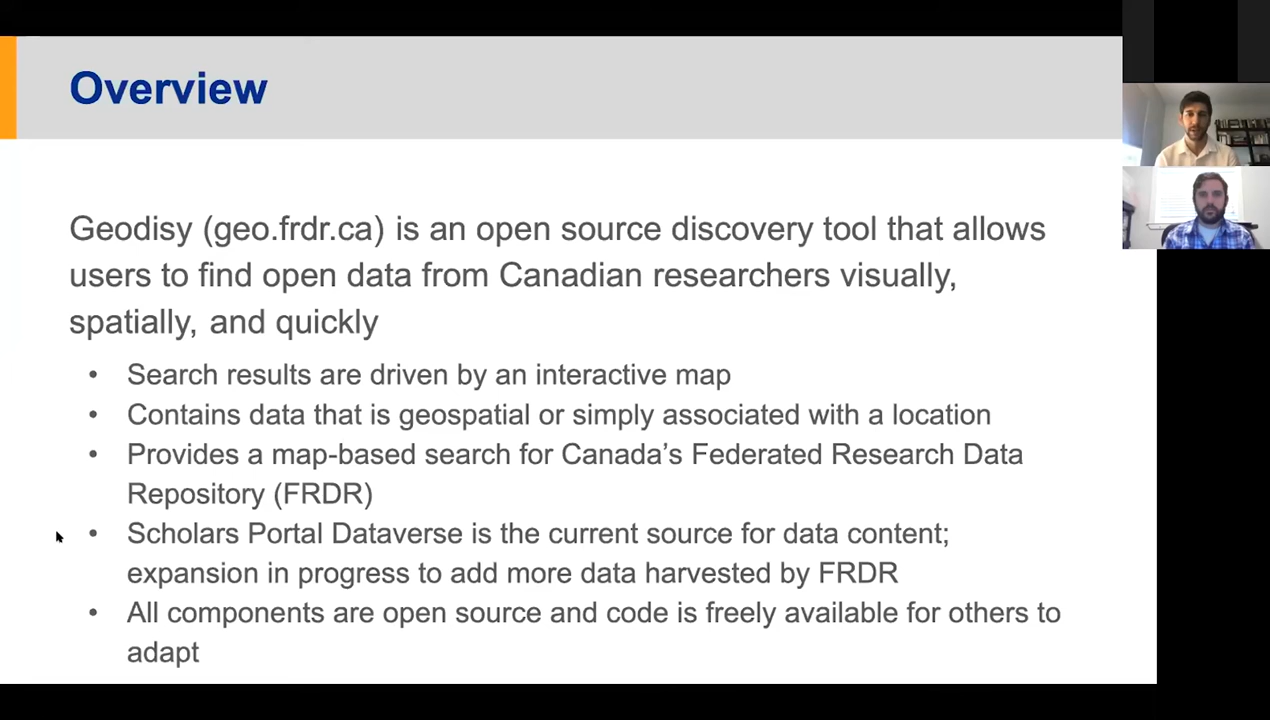 Overview
Geodisy (geo.frdr.ca) is an open source discovery tool that allows
users to find open data from Canadian researchers visually,
spatially, and quickly
• Search results are driven by an interactive map
• Contains data that is geospatial or simply associated with a location
• Provides a map-based search for Canada’s Federated Research Data
Repository (FRDR)
• Scholars Portal Dataverse is the current source for data content;
expansion in progress to add more data harvested by FRDR
• All components are open source and code is freely available for others to
adapt